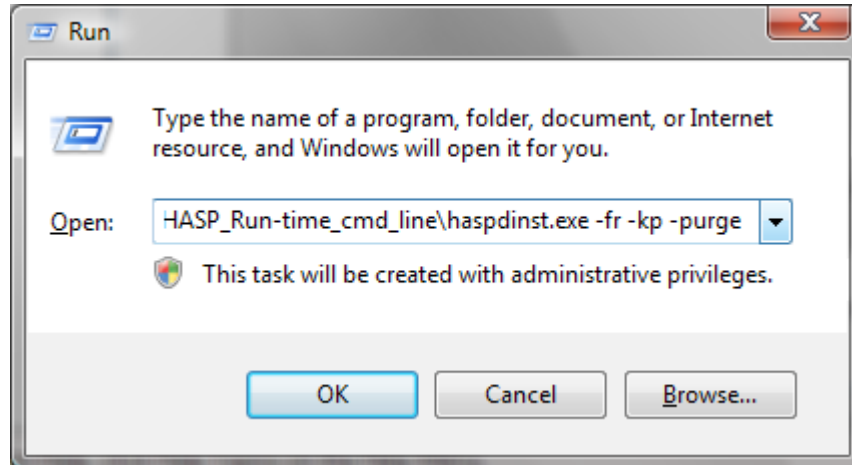 Run
Type the name of a program, folder, document, or Internet
resource, and Windows will open it for you.
Open: HASP_Run-time_cmd_line\haspdinst.exe -fr -kp -purge
This task will be created with administrative privileges.
OK Cancel Browse...